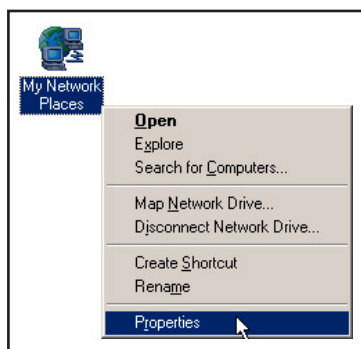 My Network
Places
Open
Explore
Search for Computers...
Map Network Drive...
Disconnect Network Drive...
Create Shortcut
Rename
Properties